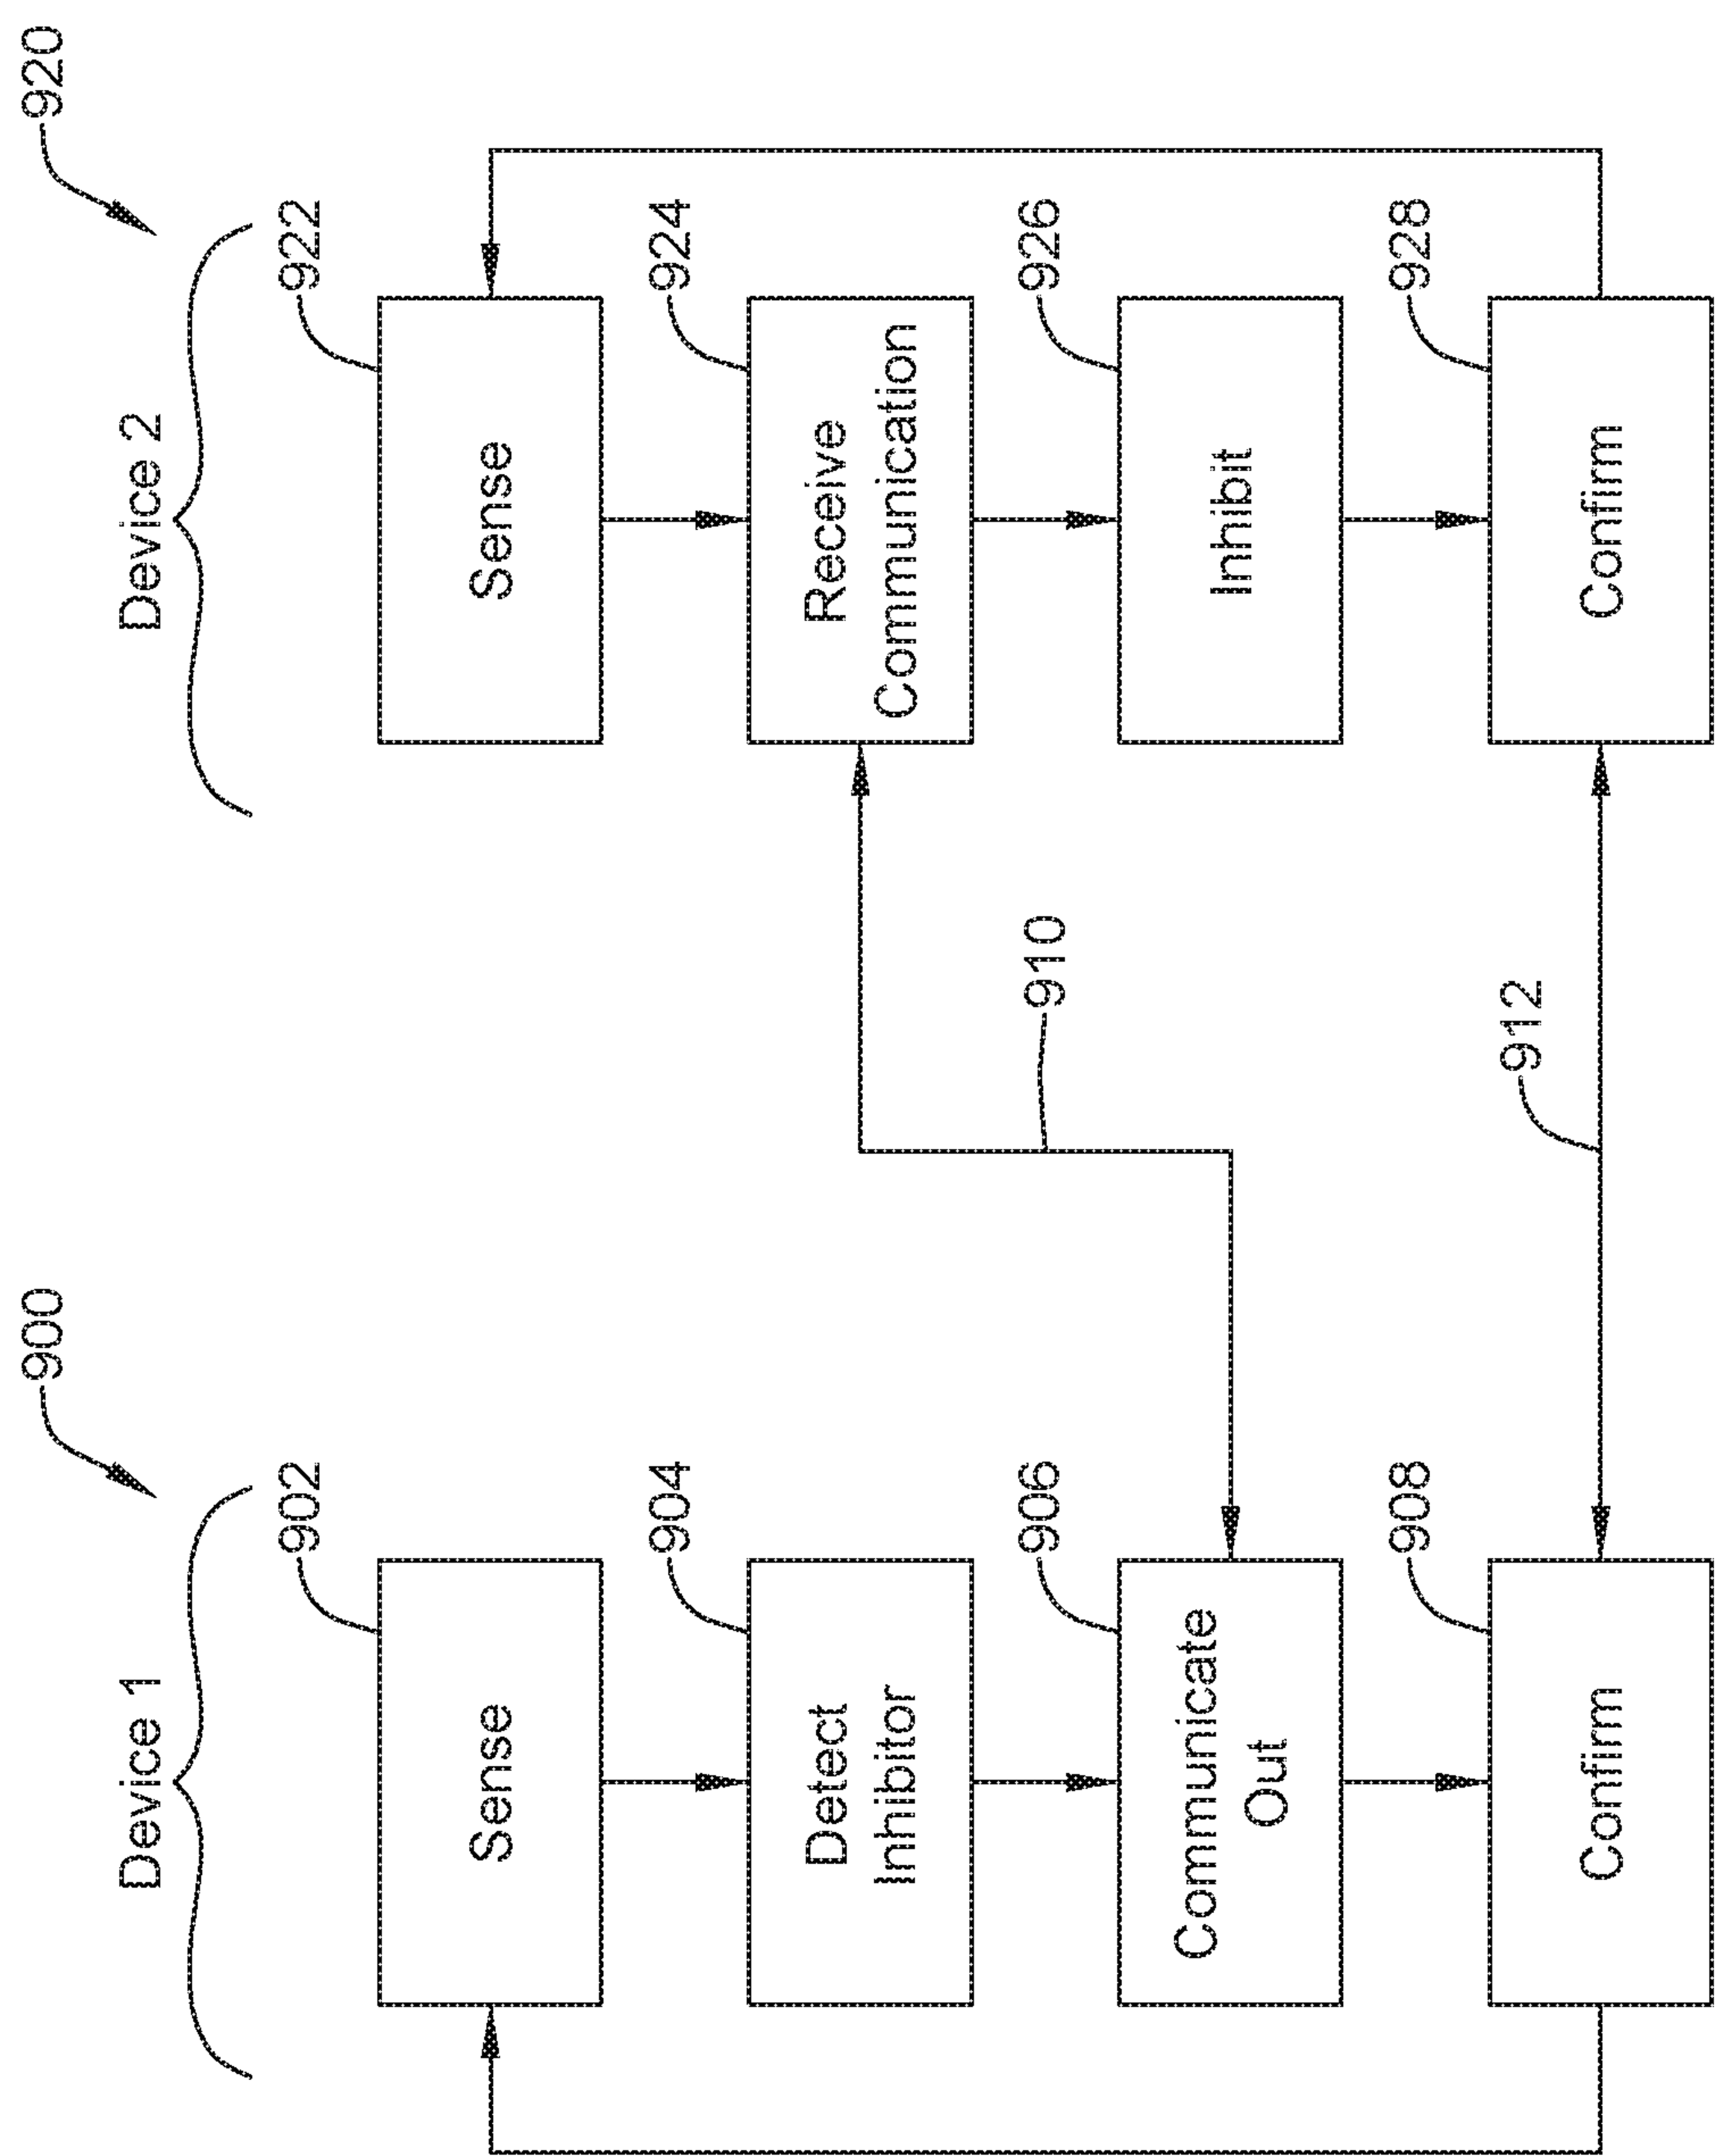 900
Device 1
902
Sense
904
Detect
Inhibitor
906
Communicate
Out
908
Confirm
910
912
920
Device 2
922
Sense
924
Receive
Communication
926
Inhibit
928
Confirm